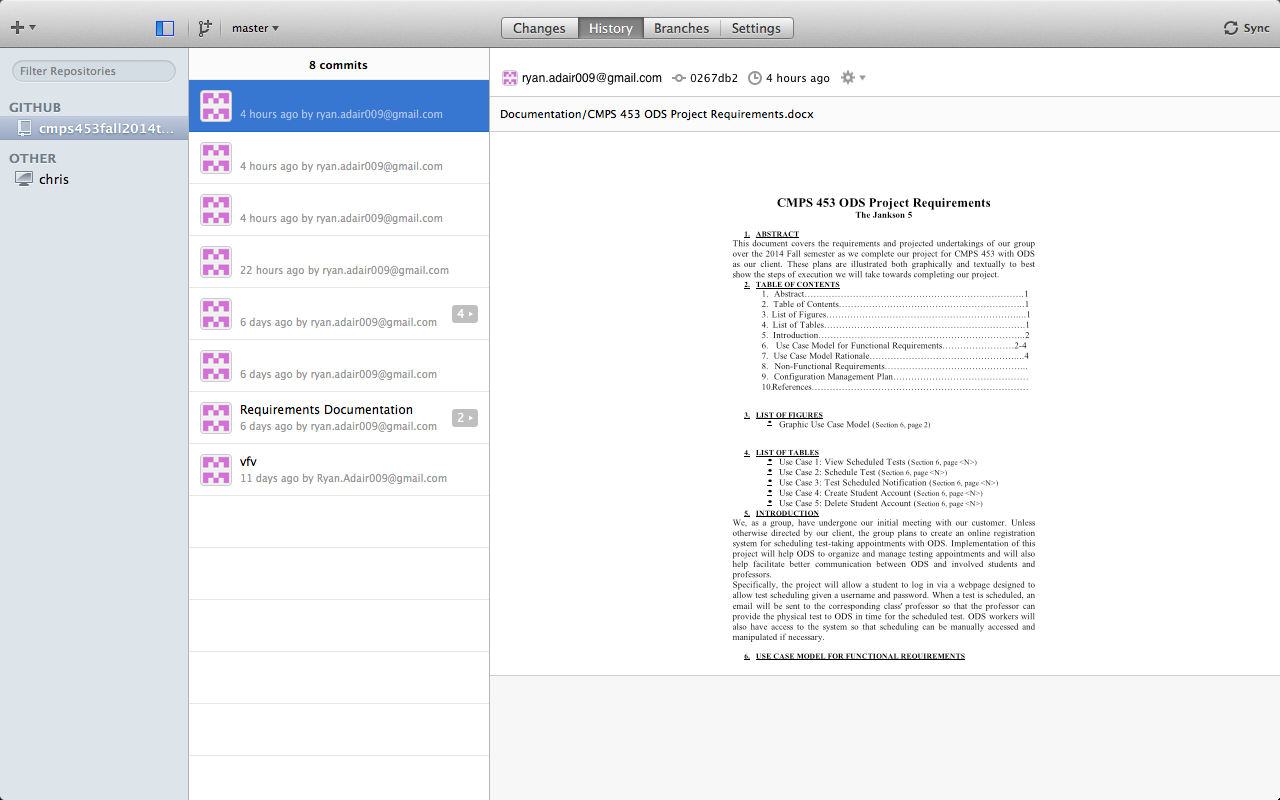 master
Changes
History
Branches
Settings
Sync
Filter Repositories
GITHUB
cmps453fall2014t...
OTHER
chris
8 commits
4 hours ago by ryan.adair009@gmail.com
4 hours ago by ryan.adair009@gmail.com
4 hours ago by ryan.adair009@gmail.com
22 hours ago by ryan.adair009@gmail.com
6 days ago by ryan.adair009@gmail.com
4
6 days ago by ryan.adair009@gmail.com
Requirements Documentation
6 days ago by ryan.adair009@gmail.com
2
vfv
11 days ago by Ryan.Adair009@gmail.com
ryan.adair009@gmail.com 0267db2 4 hours ago
Documentation/CMPS 453 ODS Project Requirements.docx
CMPS 453 ODS Project Requirements
The Jankson 5
1. ABSTRACT
This document covers the requirements and projected undertakings of our group
over the 2014 Fall semester as we complete our project for CMPS 453 with ODS
as our client. These plans are illustrated both graphically and textually to best
show the steps of execution we will take towards completing our project.
2. TABLE OF CONTENTS
1. Abstract……………………………………………………………1
2. Table of Contents…………………………………………………1
3. List of Figures……………………………………………………1
4. List of Tables………………………………………………………1
5. Introduction………………………………………………………2
6. Use Case Model for Functional Requirements……………………2-4
7. Use Case Model Rationale…………………………………………4
8. Non-Functional Requirements……………………………………
9. Configuration Management Plan…………………………………
10.References…………………………………………………………
3. LIST OF FIGURES
• Graphic Use Case Model (Section 6, page 2)
4. LIST OF TABLES
• Use Case 1: View Scheduled Tests (Section 6, page <N>)
• Use Case 2: Schedule Test (Section 6, page <N>)
• Use Case 3: Test Scheduled Notification (Section 6, page <N>)
• Use Case 4: Create Student Account (Section 6, page <N>)
• Use Case 5: Delete Student Account (Section 6, page <N>)
5. INTRODUCTION
We, as a group, have undergone our initial meeting with our customer. Unless
otherwise directed by our client, the group plans to create an online registration
system for scheduling test-taking appointments with ODS. Implementation of this
project will help ODS to organize and manage testing appointments and will also
help facilitate better communication between ODS and involved students and
professors.
Specifically, the project will allow a student to log in via a webpage designed to
allow test scheduling given a username and password. When a test is scheduled, an
email will be sent to the corresponding class' professor so that the professor can
provide the physical test to ODS in time for the scheduled test. ODS workers will
also have access to the system so that scheduling can be manually accessed and
manipulated if necessary.
6. USE CASE MODEL FOR FUNCTIONAL REQUIREMENTS